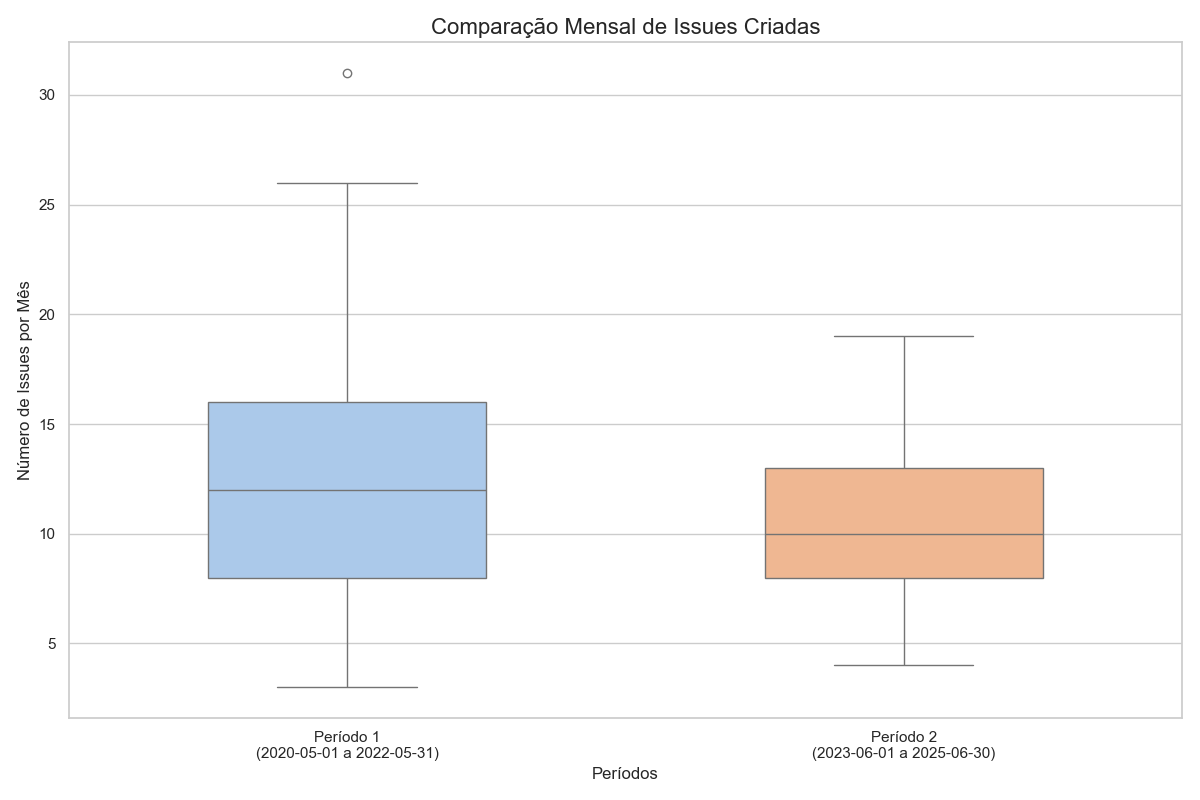 Comparação Mensal de Issues Criadas
Número de Issues por Mês
30
25
20
15
10
5
Período 1
(2020-05-01 a 2022-05-31)
Período 2
(2023-06-01 a 2025-06-30)
Períodos